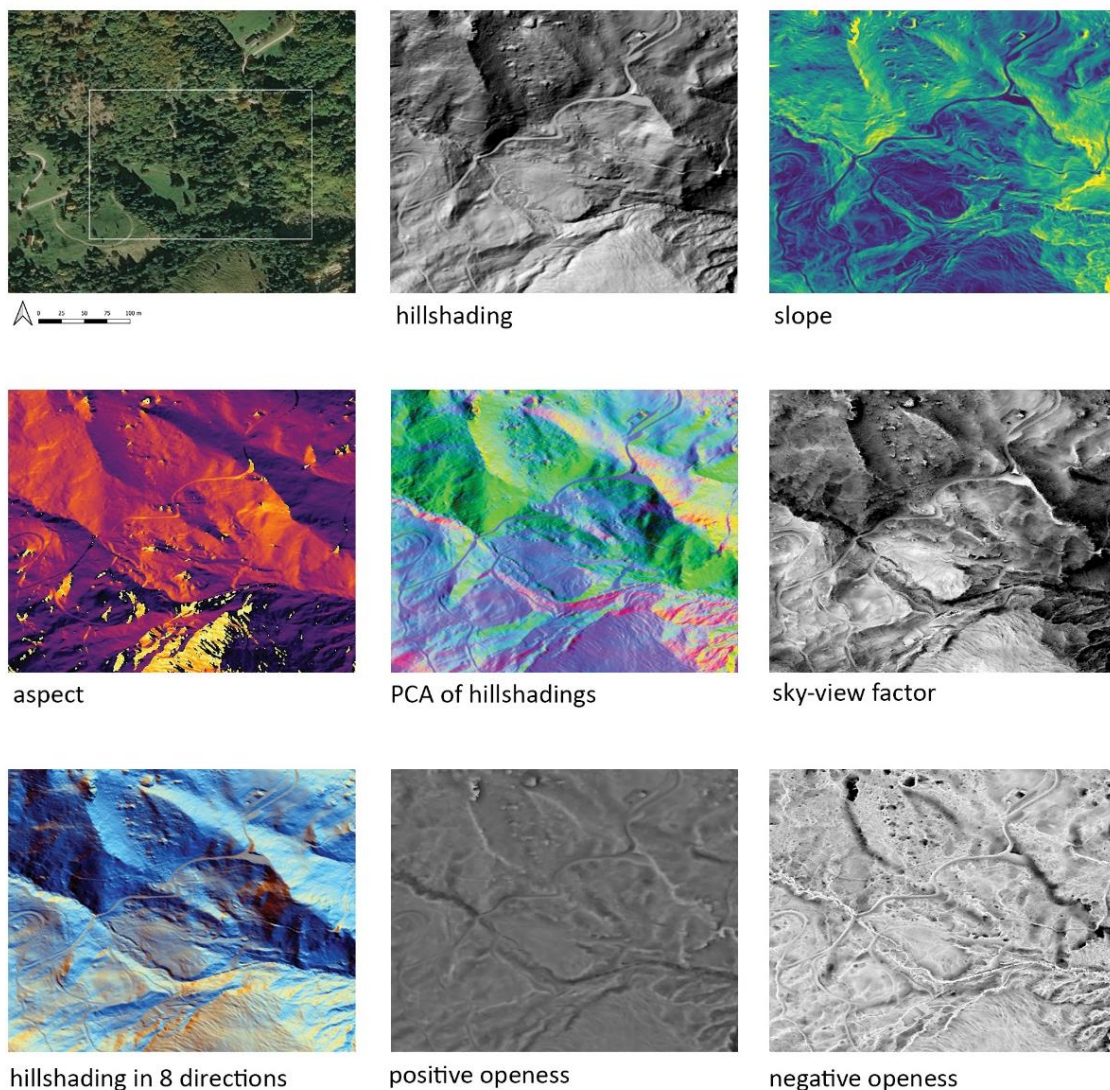 0 25 50 75 100 m
hillshading
slope
aspect
PCA of hillshadings
sky-view factor
hillshading in 8 directions
positive openess
negative openess